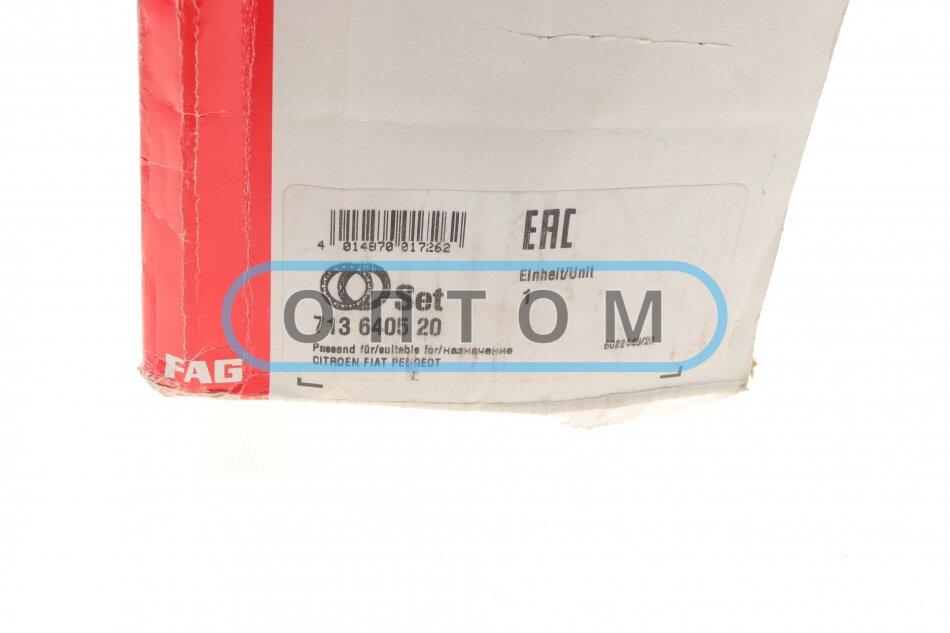 4 014870 017262
EAC
Set
Einheit/Unit
1
OPTOM
713 6405 20
Passend für/suitable for/назначение
CITROEN FIAT PEUGEOT
FAG